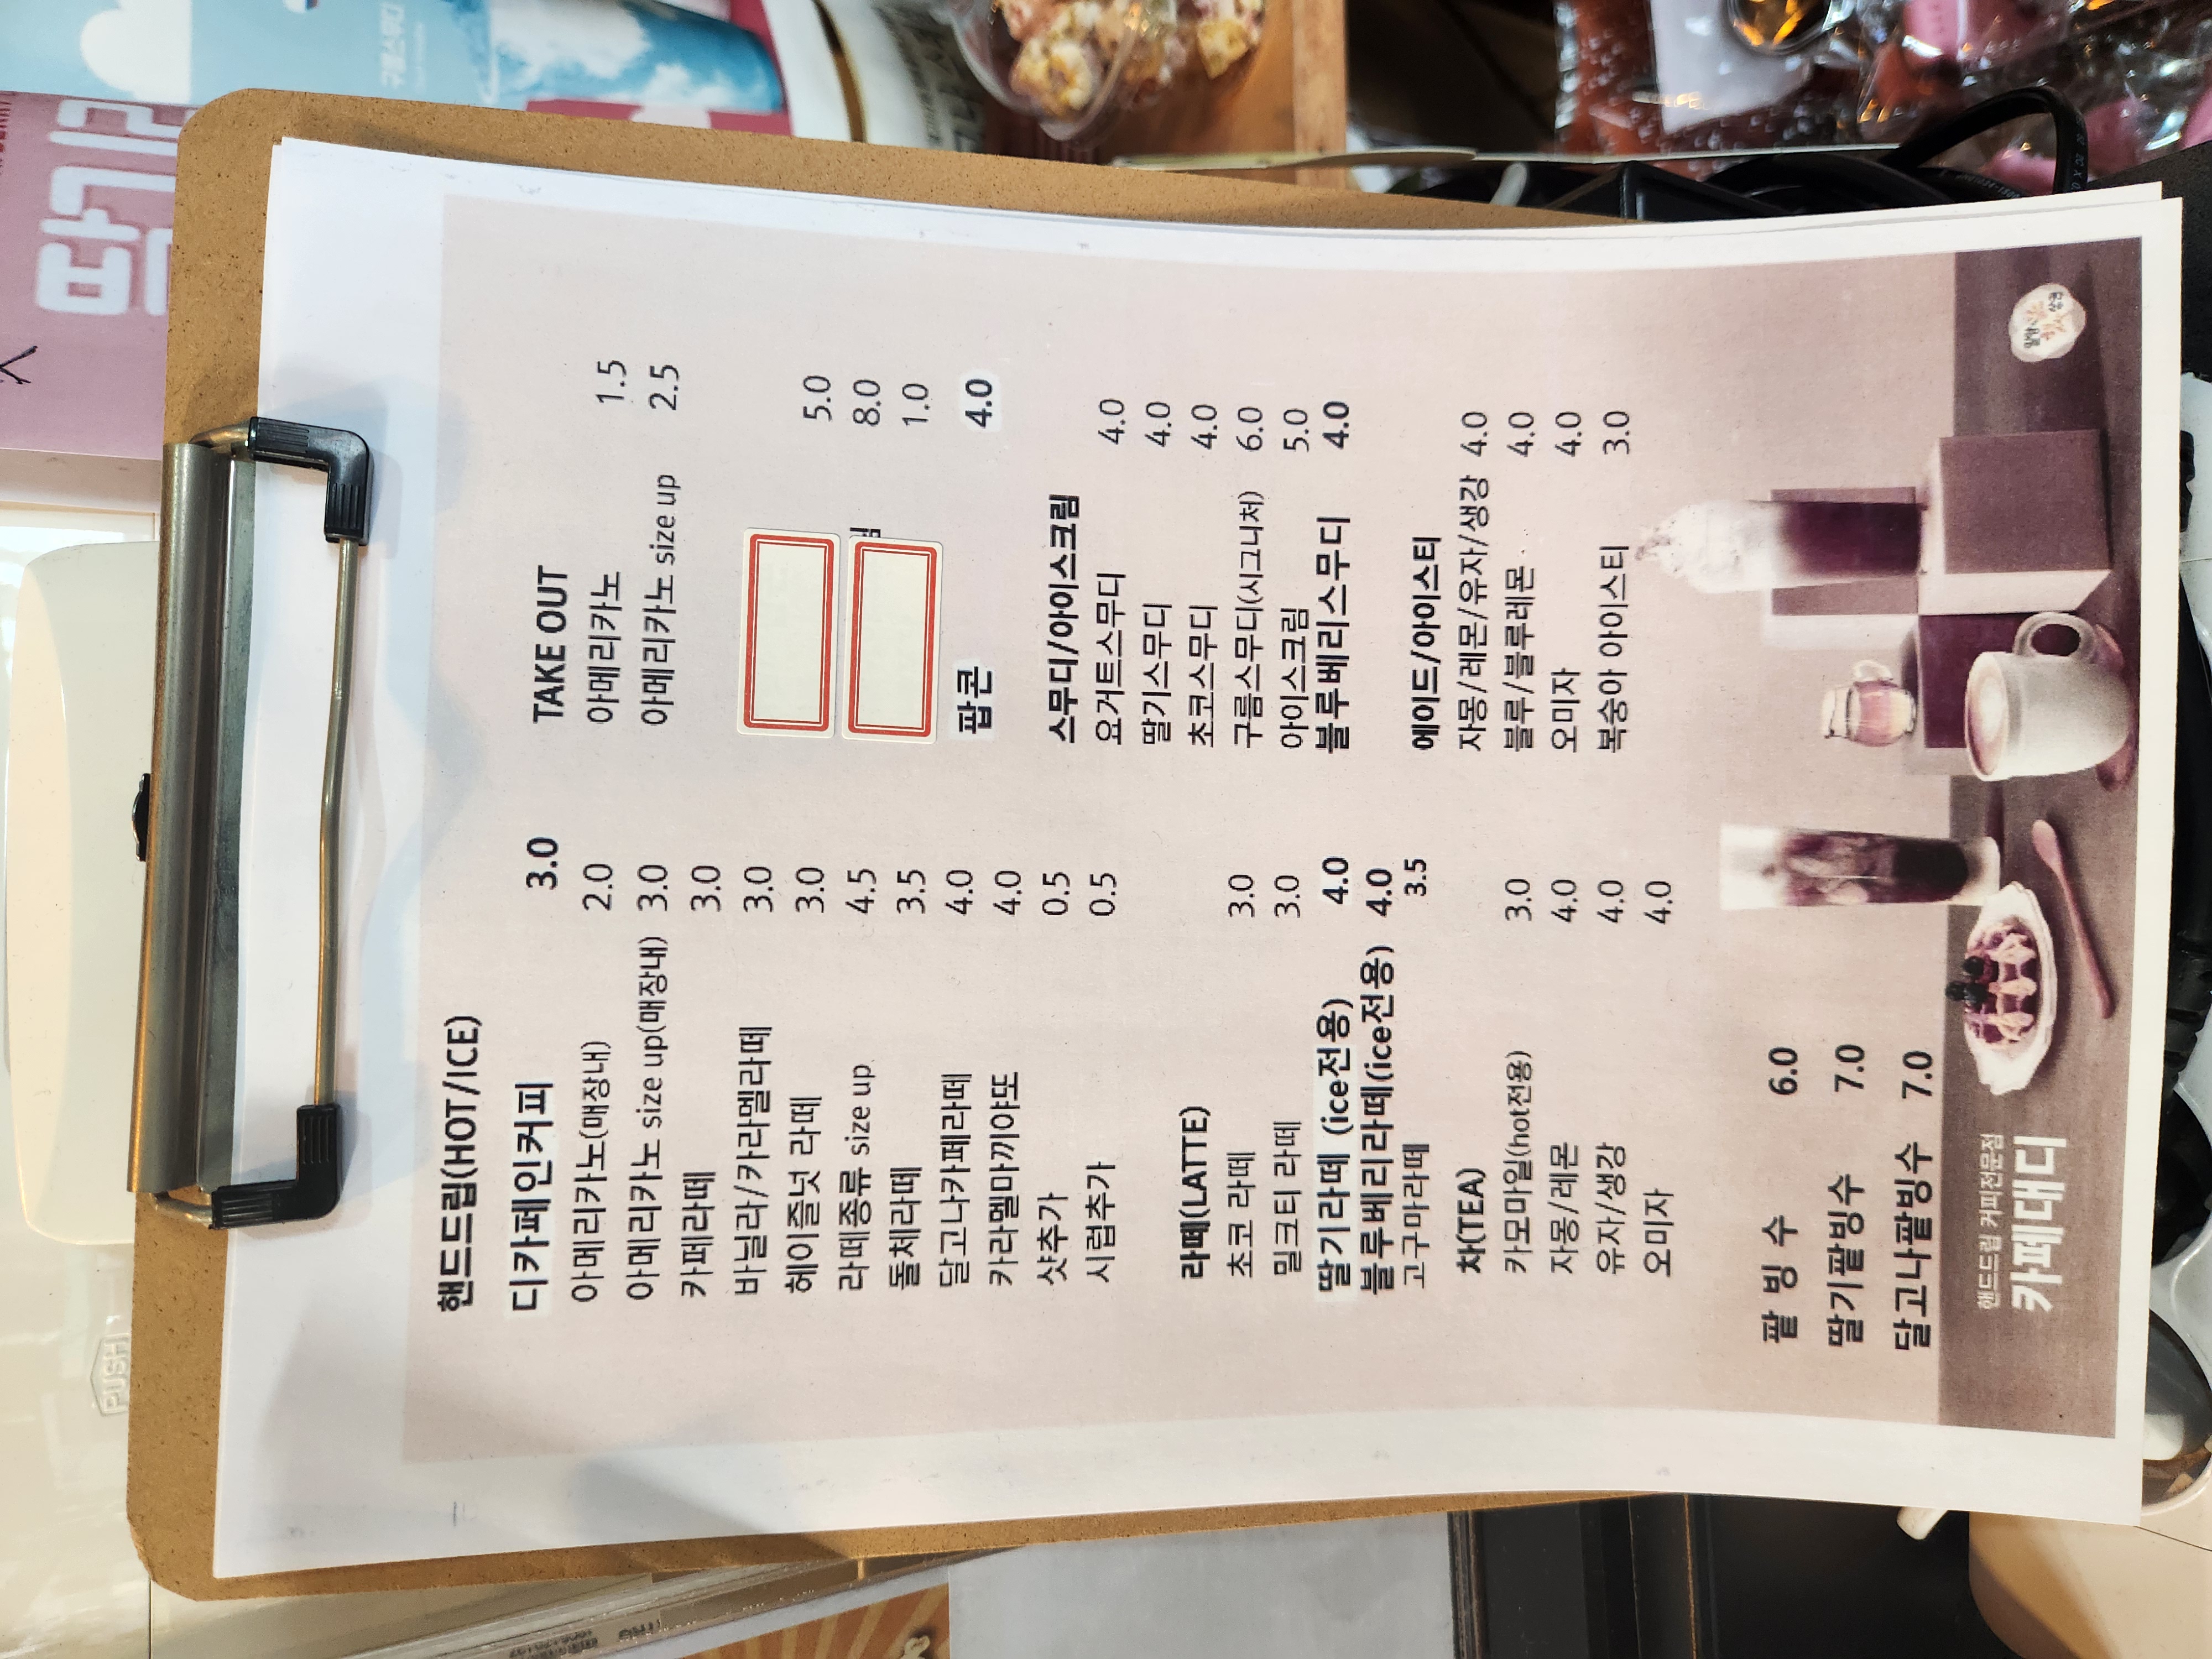 핸드드립(HOT/ICE)
디카페인커피 3.0
아메리카노(매장내) 2.0
아메리카노 size up(매장내) 3.0
카페라떼 3.0
바닐라/카라멜라떼 3.0
헤이즐넛 라떼 3.0
라떼종류 size up 4.5
돌체라떼 3.5
달고나카페라떼 4.0
카라멜마끼야또 4.0
샷추가 0.5
시럽추가 0.5
라떼(LATTE)
초코 라떼 3.0
밀크티 라떼 3.0
딸기라떼 (ice전용) 4.0
블루베리라떼(ice전용) 4.0
고구마라떼 3.5
차(TEA)
카모마일(hot전용) 3.0
자몽/레몬 4.0
유자/생강 4.0
오미자 4.0
팥 빙 수 6.0
딸기팥빙수 7.0
달고나팥빙수 7.0
TAKE OUT
아메리카노 1.5
아메리카노 size up 2.5
5.0
8.0
1.0
팝콘 4.0
스무디/아이스크림
요거트스무디 4.0
딸기스무디 4.0
초코스무디 4.0
구름스무디(시그니처) 6.0
아이스크림 5.0
블루베리스무디 4.0
에이드/아이스티
자몽/레몬/유자/생강 4.0
블루/블루레몬 4.0
오미자 4.0
복숭아 아이스티 3.0
핸드드립 커피전문점
카페대디
PUSH
구름스무디